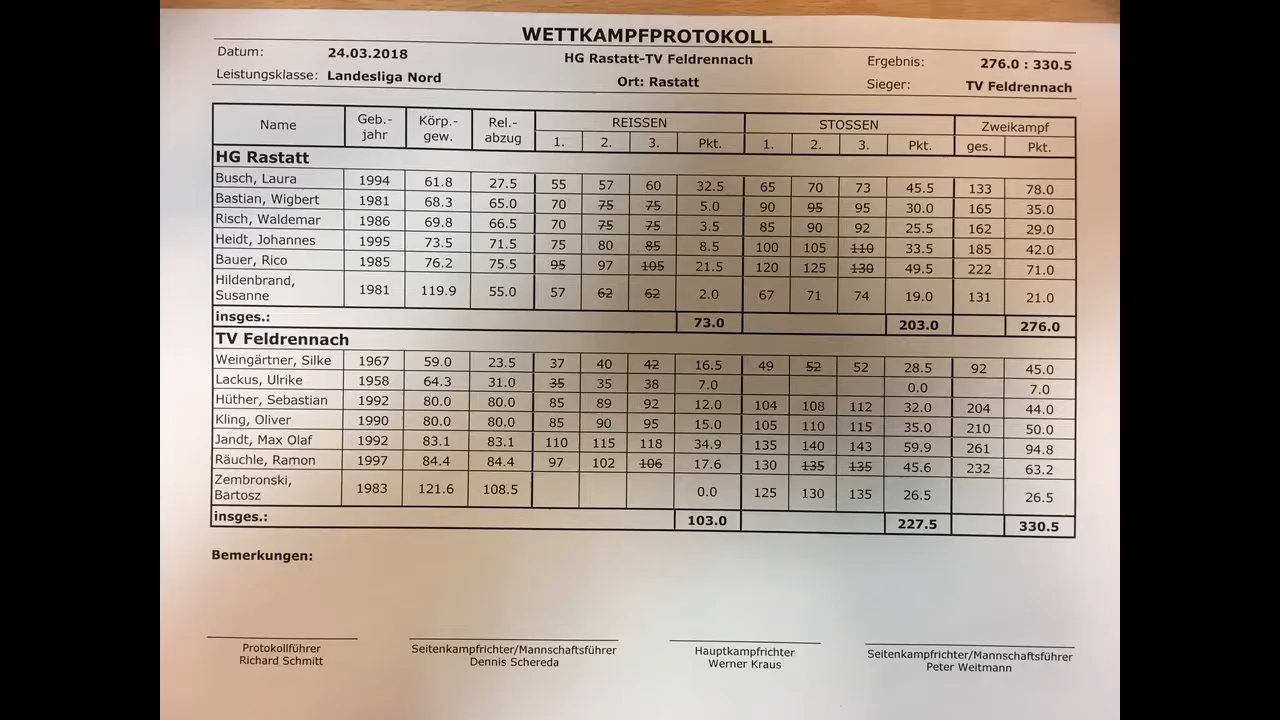 WETTKAMPFPROTOKOLL
Datum: 24.03.2018 HG Rastatt-TV Feldrennach Ergebnis: 276.0 : 330.5
Leistungsklasse: Landesliga Nord Ort: Rastatt Sieger: TV Feldrennach
Name Geb.- jahr Körp.- gew. Rel.- abzug REISSEN STOSSEN Zweikampf
1. 2. 3. Pkt. 1. 2. 3. Pkt. ges. Pkt.
HG Rastatt
Busch, Laura 1994 61.8 27.5 55 57 60 32.5 65 70 73 45.5 133 78.0
Bastian, Wigbert 1981 68.3 65.0 70 75 75 5.0 90 95 95 30.0 165 35.0
Risch, Waldemar 1986 69.8 66.5 70 75 75 3.5 85 90 92 25.5 162 29.0
Heidt, Johannes 1995 73.5 71.5 75 80 85 8.5 100 105 110 33.5 185 42.0
Bauer, Rico 1985 76.2 75.5 95 97 105 21.5 120 125 130 49.5 222 71.0
Hildenbrand,
Susanne 1981 119.9 55.0 57 62 62 2.0 67 71 74 19.0 131 21.0
insges.: 73.0 203.0 276.0
TV Feldrennach
Weingärtner, Silke 1967 59.0 23.5 37 40 42 16.5 49 52 52 28.5 92 45.0
Lackus, Ulrike 1958 64.3 31.0 35 35 38 7.0 0.0 7.0
Hüther, Sebastian 1992 80.0 80.0 85 89 92 12.0 104 108 112 32.0 204 44.0
Kling, Oliver 1990 80.0 80.0 85 90 95 15.0 105 110 115 35.0 210 50.0
Jandt, Max Olaf 1992 83.1 83.1 110 115 118 34.9 135 140 143 59.9 261 94.8
Räuchle, Ramon 1997 84.4 84.4 97 102 106 17.6 130 135 135 45.6 232 63.2
Zembronski,
Bartosz 1983 121.6 108.5 0.0 125 130 135 26.5 26.5
insges.: 103.0 227.5 330.5
Bemerkungen:
Protokollführer Seitenkampfrichter/Mannschaftsführer Hauptkampfrichter Seitenkampfrichter/Mannschaftsführer
Richard Schmitt Dennis Schereda Werner Kraus Peter Weitmann